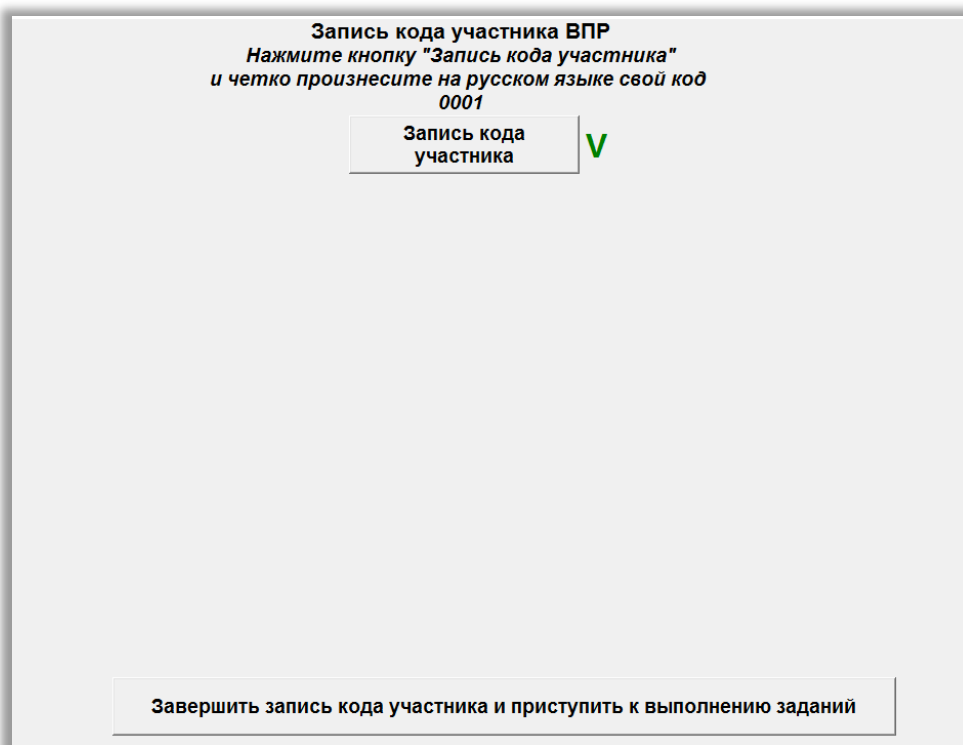 Запись кода участника ВПР
Нажмите кнопку "Запись кода участника"
и четко произнесите на русском языке свой код
0001
Запись кода
участника
V
Завершить запись кода участника и приступить к выполнению заданий